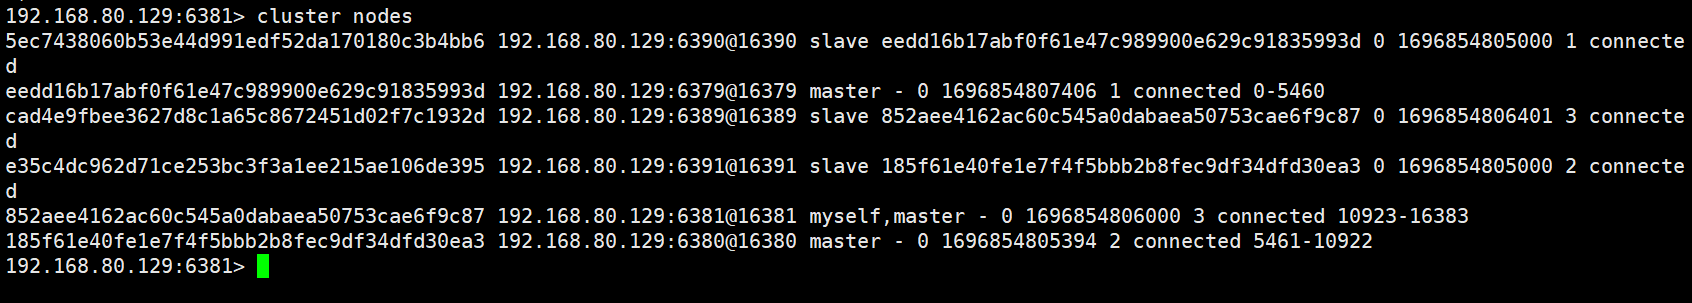 192.168.80.129:6381> cluster nodes
5ec7438060b53e44d991edf52da170180c3b4bb6 192.168.80.129:6390@16390 slave eedd16b17abf0f61e47c989900e629c91835993d 0 1696854805000 1 connecte
d
eedd16b17abf0f61e47c989900e629c91835993d 192.168.80.129:6379@16379 master - 0 1696854807406 1 connected 0-5460
cad4e9fbee3627d8c1a65c8672451d02f7c1932d 192.168.80.129:6389@16389 slave 852aee4162ac60c545a0dabaea50753cae6f9c87 0 1696854806401 3 connecte
d
e35c4dc962d71ce253bc3f3a1ee215ae106de395 192.168.80.129:6391@16391 slave 185f61e40fe1e7f4f5bbb2b8fec9df34dfd30ea3 0 1696854805000 2 connecte
d
852aee4162ac60c545a0dabaea50753cae6f9c87 192.168.80.129:6381@16381 myself,master - 0 1696854806000 3 connected 10923-16383
185f61e40fe1e7f4f5bbb2b8fec9df34dfd30ea3 192.168.80.129:6380@16380 master - 0 1696854805394 2 connected 5461-10922
192.168.80.129:6381>